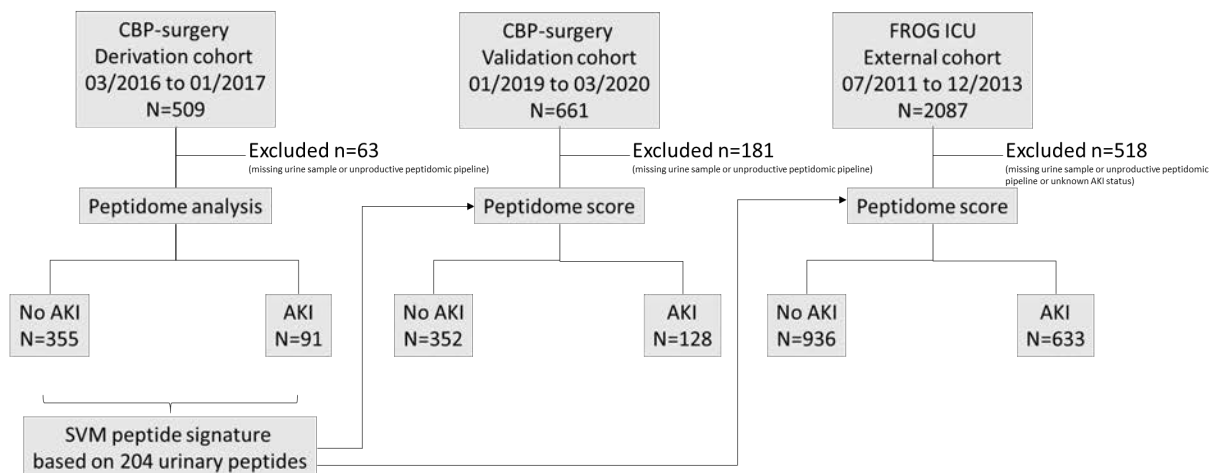 CBP-surgery
Derivation cohort
03/2016 to 01/2017
N=509
Excluded n=63
(missing urine sample or unproductive peptidomic pipeline)
Peptidome analysis
No AKI
N=355
AKI
N=91
SVM peptide signature
based on 204 urinary peptides
CBP-surgery
Validation cohort
01/2019 to 03/2020
N=661
Excluded n=181
(missing urine sample or unproductive peptidomic pipeline)
Peptidome score
No AKI
N=352
AKI
N=128
FROG ICU
External cohort
07/2011 to 12/2013
N=2087
Excluded n=518
(missing urine sample or unproductive peptidomic
pipeline or unknown AKI status)
Peptidome score
No AKI
N=936
AKI
N=633